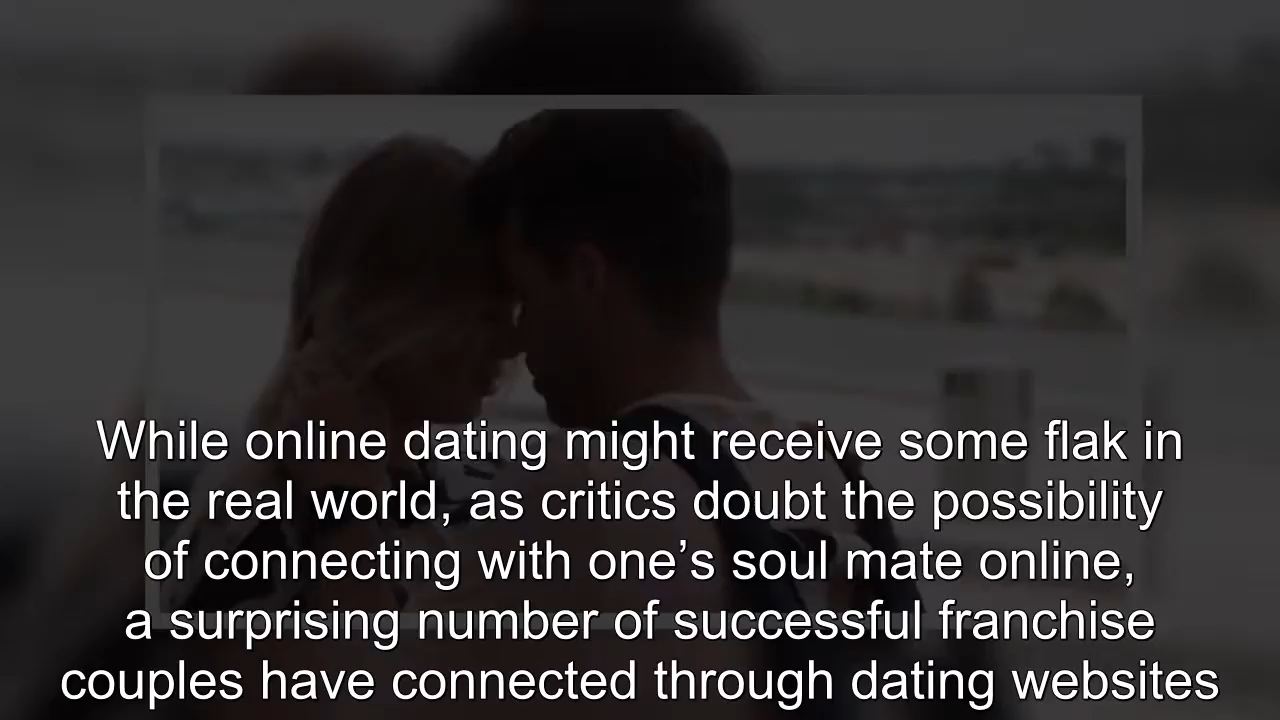 While online dating might receive some flak in
the real world, as critics doubt the possibility
of connecting with one’s soul mate online,
a surprising number of successful franchise
couples have connected through dating websites